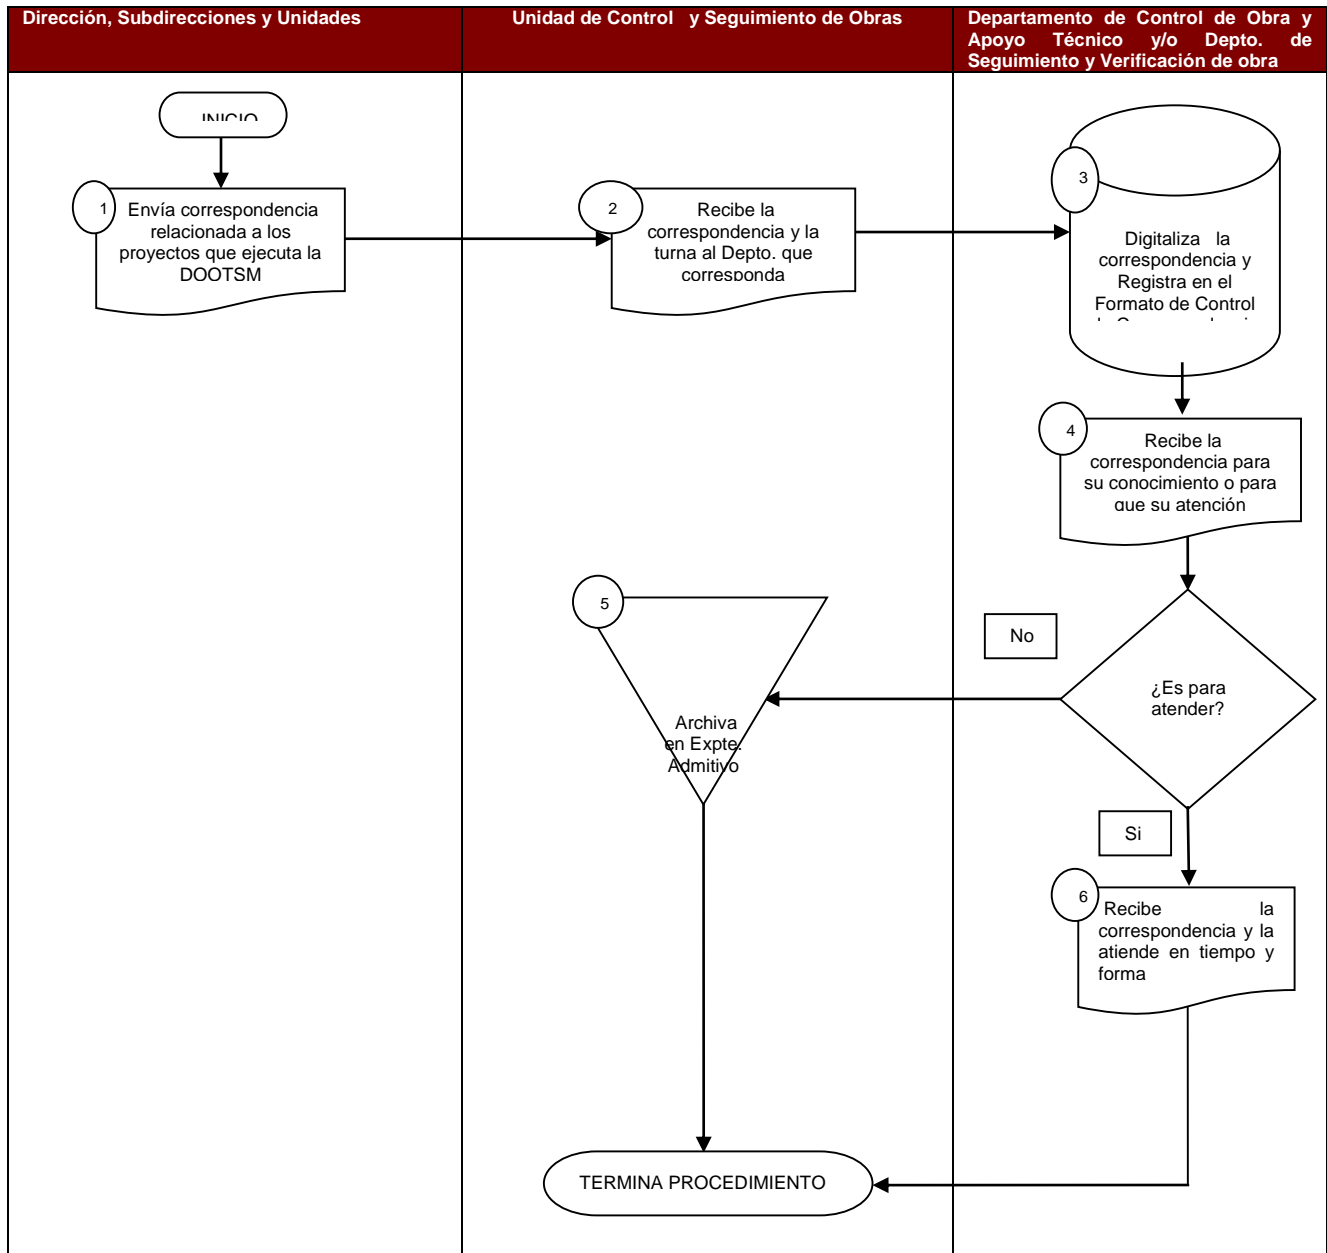 Dirección, Subdirecciones y Unidades
Unidad de Control y Seguimiento de Obras
Departamento de Control de Obra y
Apoyo Técnico y/o Depto. de
Seguimiento y Verificación de obra
INICIO
1
Envía correspondencia
relacionada a los
proyectos que ejecuta la
DOOTSM
2
Recibe la
correspondencia y la
turna al Depto. que
corresponda
3
Digitaliza la
correspondencia y
Registra en el
Formato de Control
4
Recibe la
correspondencia para
su conocimiento o para
que su atención
5
Archiva
en Expte.
Admitivo
No
¿Es para
atender?
Si
6
Recibe la
correspondencia y la
atiende en tiempo y
forma
TERMINA PROCEDIMIENTO